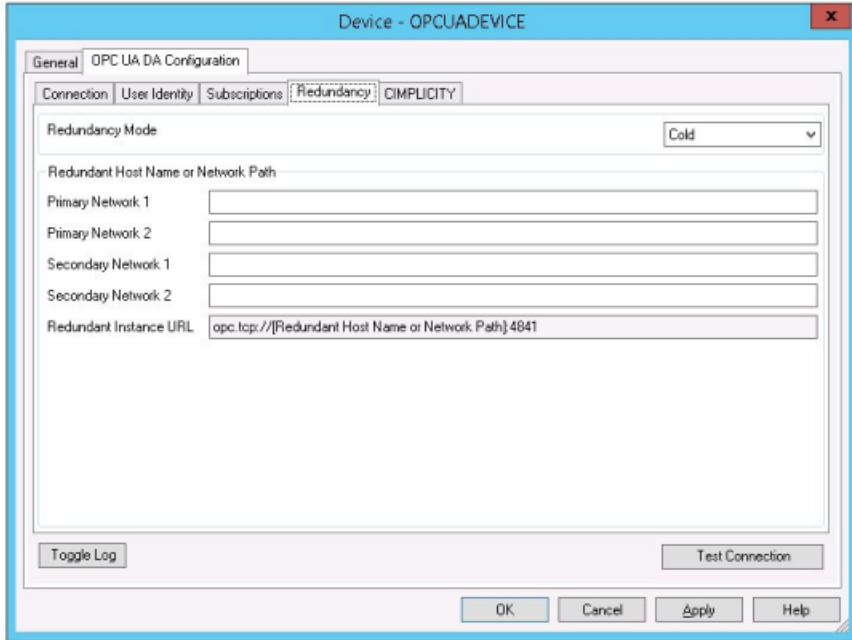 Device - OPCUADEVICE
x
General OPC UA DA Configuration
Connection User Identity Subscriptions Redundancy CIMPLICITY
Redundancy Mode Cold
Redundant Host Name or Network Path
Primary Network 1
Primary Network 2
Secondary Network 1
Secondary Network 2
Redundant Instance URL opc.tcp://[Redundant Host Name or Network Path]:4841
Toggle Log Test Connection
OK Cancel Apply Help